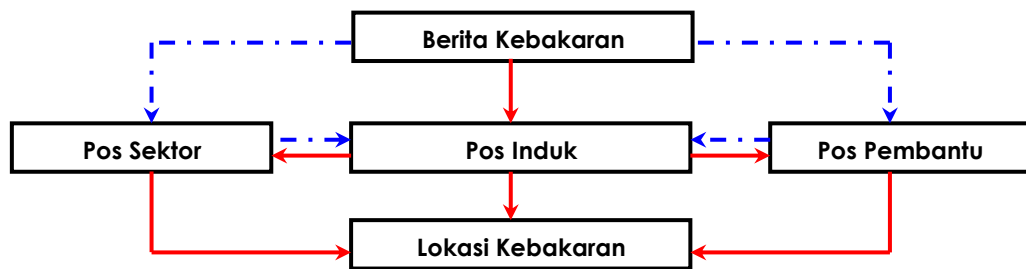 Berita Kebakaran
Pos Sektor
Pos Induk
Pos Pembantu
Lokasi Kebakaran